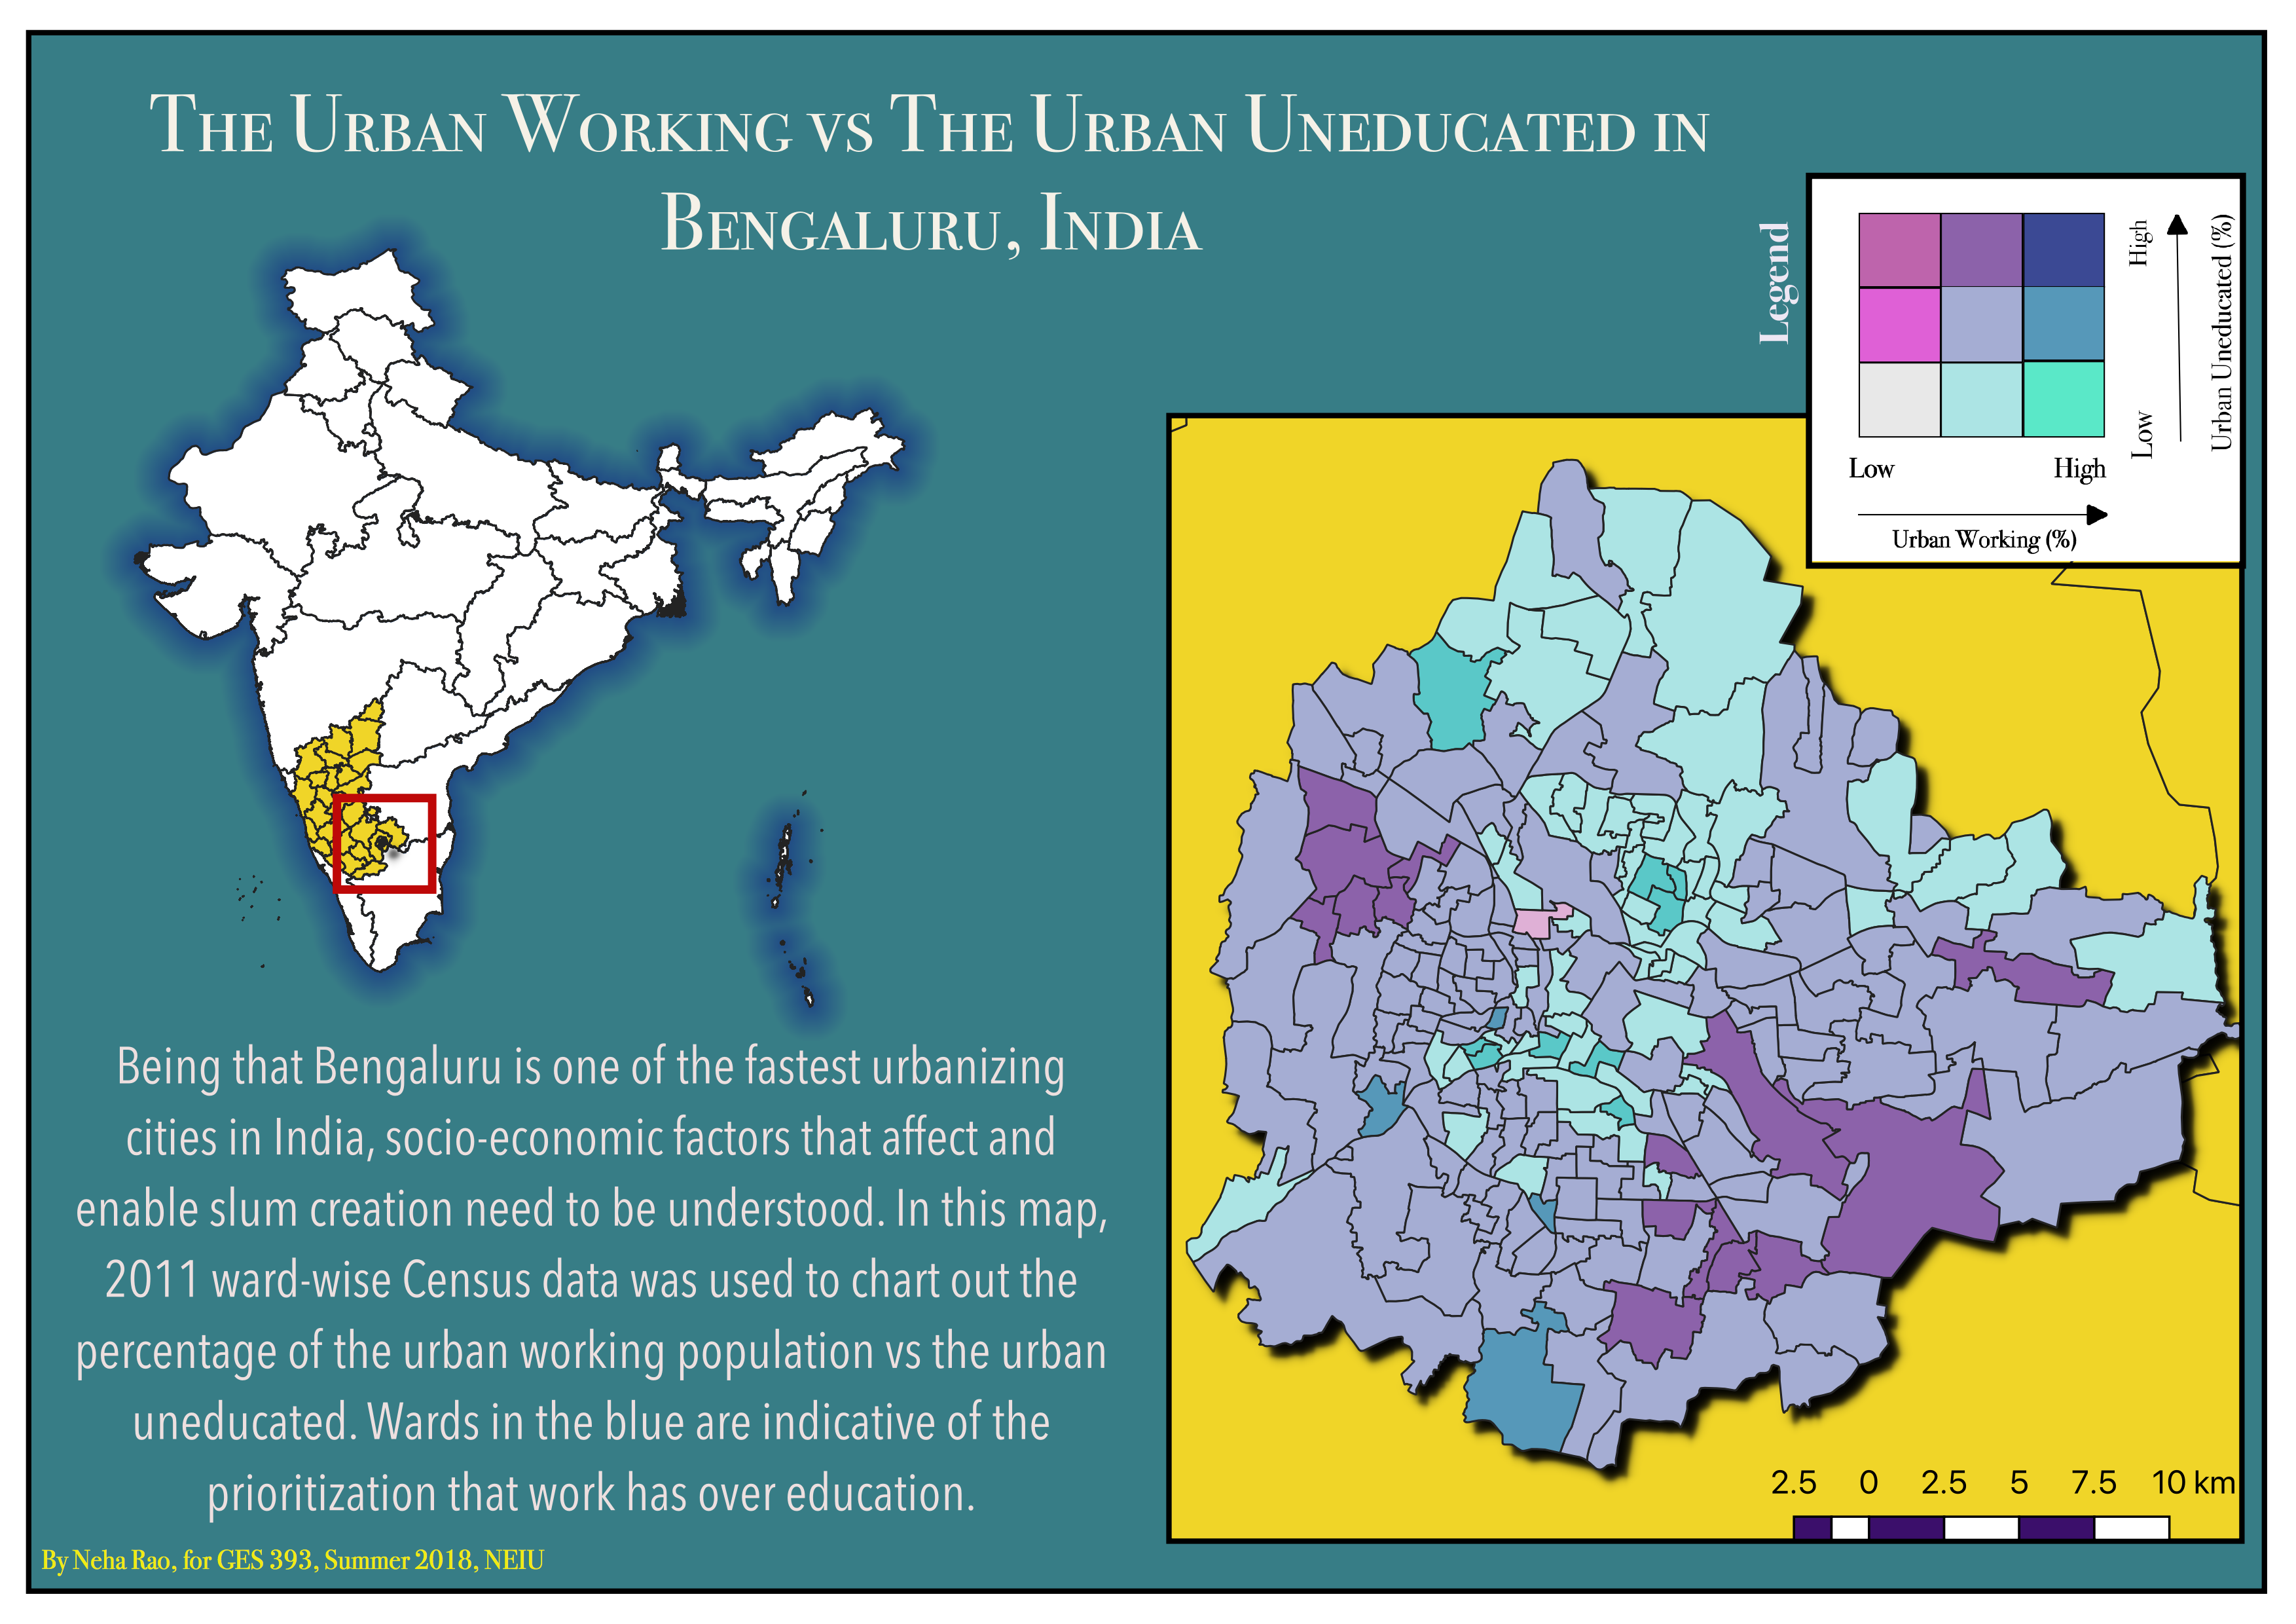 The Urban Working vs The Urban Uneducated in
Bengaluru, India
Legend
High
Low
Urban Uneducated (%)
Low High
Urban Working (%)
Being that Bengaluru is one of the fastest urbanizing
cities in India, socio-economic factors that affect and
enable slum creation need to be understood. In this map,
2011 ward-wise Census data was used to chart out the
percentage of the urban working population vs the urban
uneducated. Wards in the blue are indicative of the
prioritization that work has over education.
2.5 0 2.5 5 7.5 10 km
By Neha Rao, for GES 393, Summer 2018, NEIU